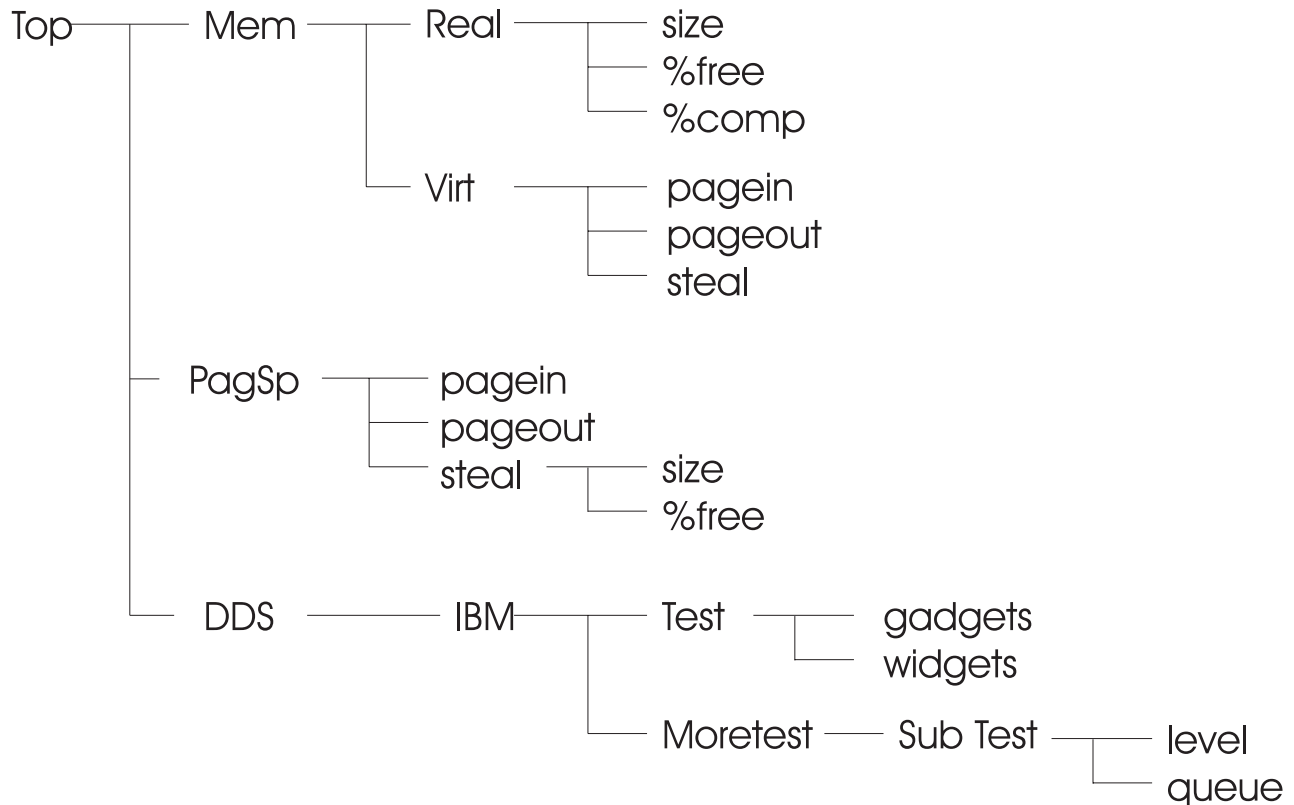 Top Mem Real size
%free
%comp
Virt pagein
pageout
steal
PagSp pagein
pageout
steal size
%free
DDS IBM Test gadgets
widgets
Moretest Sub Test level
queue